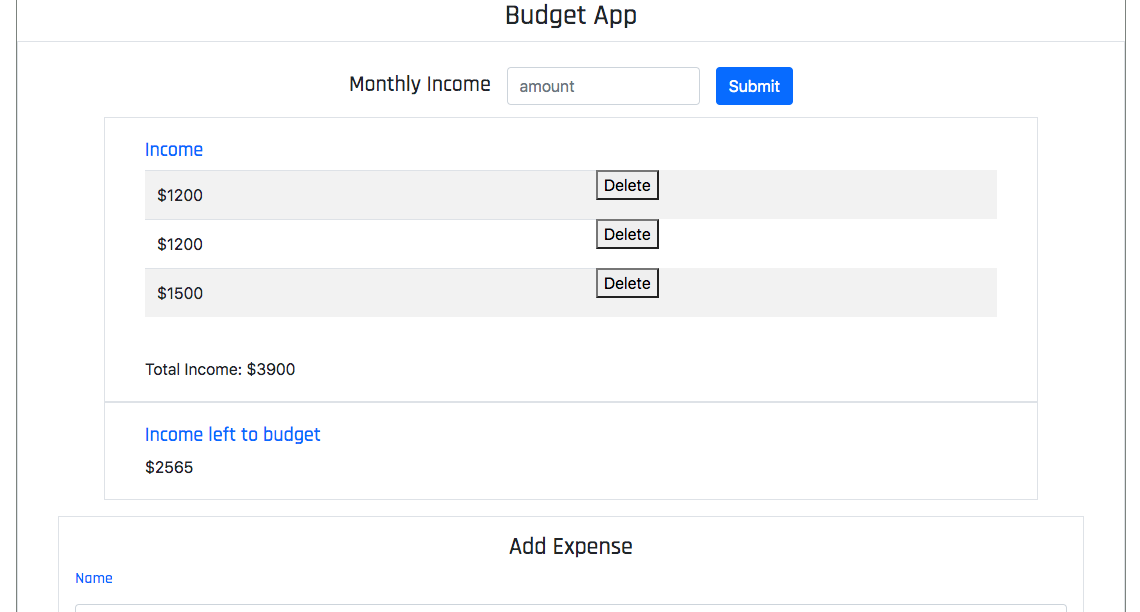 Budget App
Monthly Income amount Submit
Income
$1200 Delete
$1200 Delete
$1500 Delete
Total Income: $3900
Income left to budget
$2565
Add Expense
Name